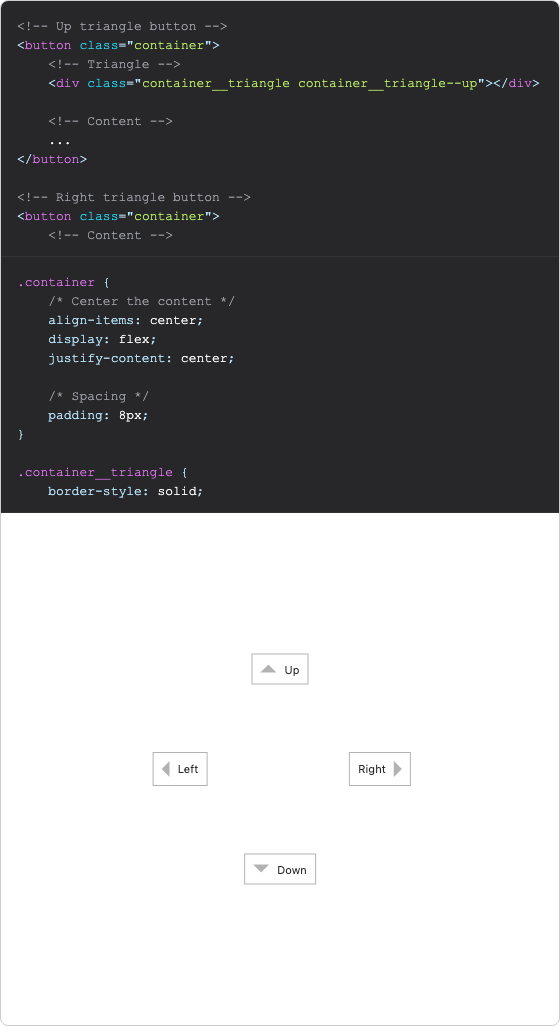 <!-- Up triangle button -->
<button class="container">
    <!-- Triangle -->
    <div class="container__triangle container__triangle--up"></div>

    <!-- Content -->
    ...
</button>

<!-- Right triangle button -->
<button class="container">
    <!-- Content -->
.container {
    /* Center the content */
    align-items: center;
    display: flex;
    justify-content: center;

    /* Spacing */
    padding: 8px;
}

.container__triangle {
    border-style: solid;
Up
Left
Right
Down